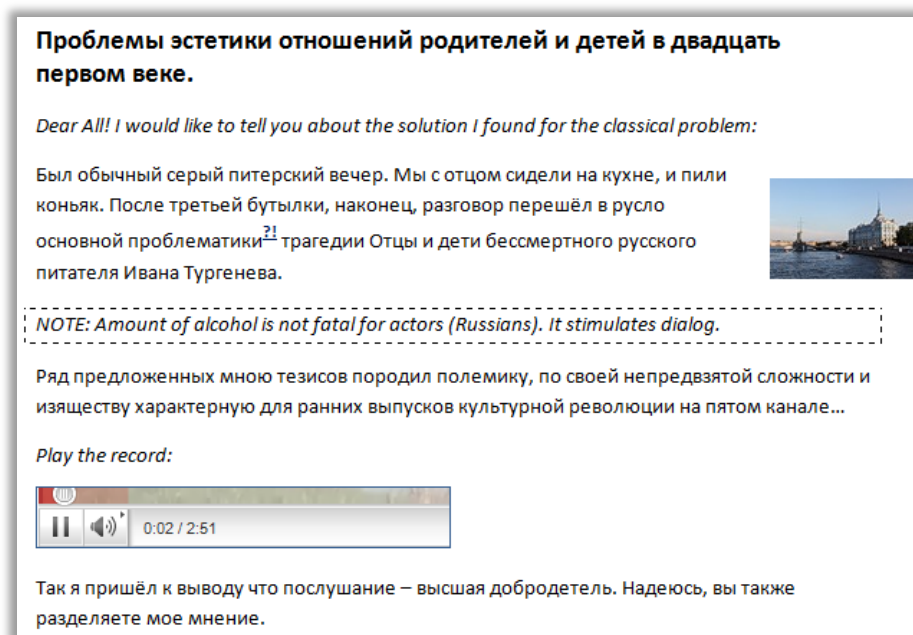 Проблемы эстетики отношений родителей и детей в двадцать
первом веке.
Dear All! I would like to tell you about the solution I found for the classical problem:
Был обычный серый питерский вечер. Мы с отцом сидели на кухне, и пили
коньяк. После третьей бутылки, наконец, разговор перешёл в русло
основной проблематики?! трагедии Отцы и дети бессмертного русского
питателя Ивана Тургенева.
NOTE: Amount of alcohol is not fatal for actors (Russians). It stimulates dialog.
Ряд предложенных мною тезисов породил полемику, по своей непредвзятой сложности и
изяществу характерную для ранних выпусков культурной революции на пятом канале…
Play the record:
0:02 / 2:51
Так я пришёл к выводу что послушание – высшая добродетель. Надеюсь, вы также
разделяете мое мнение.